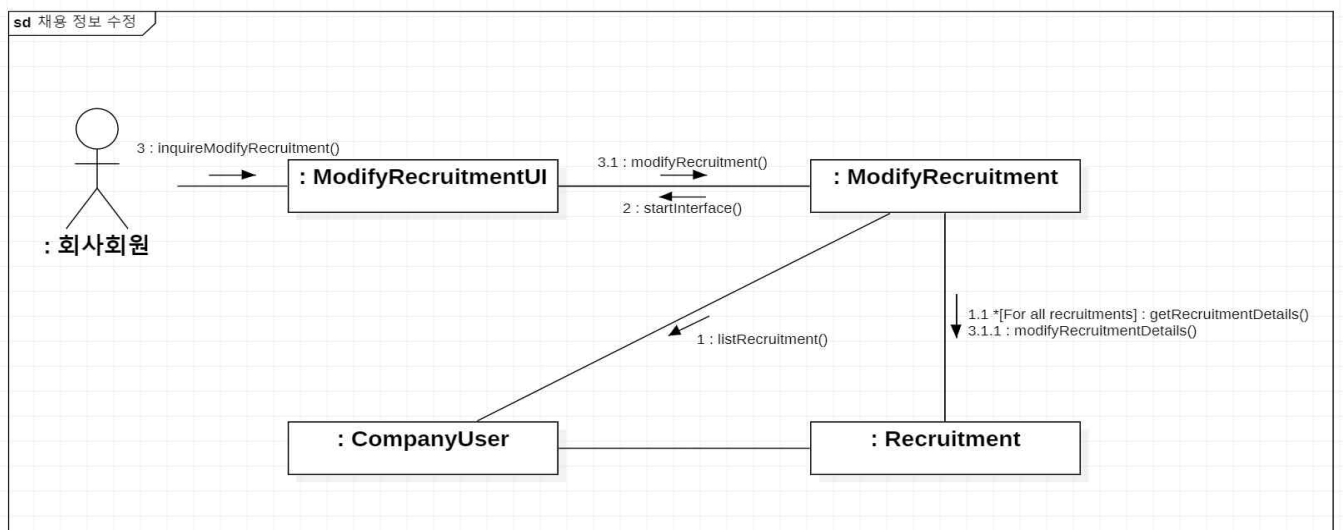 sd 채용 정보 수정
3 : inquireModifyRecruitment()
3.1 : modifyRecruitment()
: ModifyRecruitmentUI
: ModifyRecruitment
2 : startInterface()
: 회사회원
1.1 *[For all recruitments] : getRecruitmentDetails()
3.1.1 : modifyRecruitmentDetails()
1 : listRecruitment()
: CompanyUser
: Recruitment